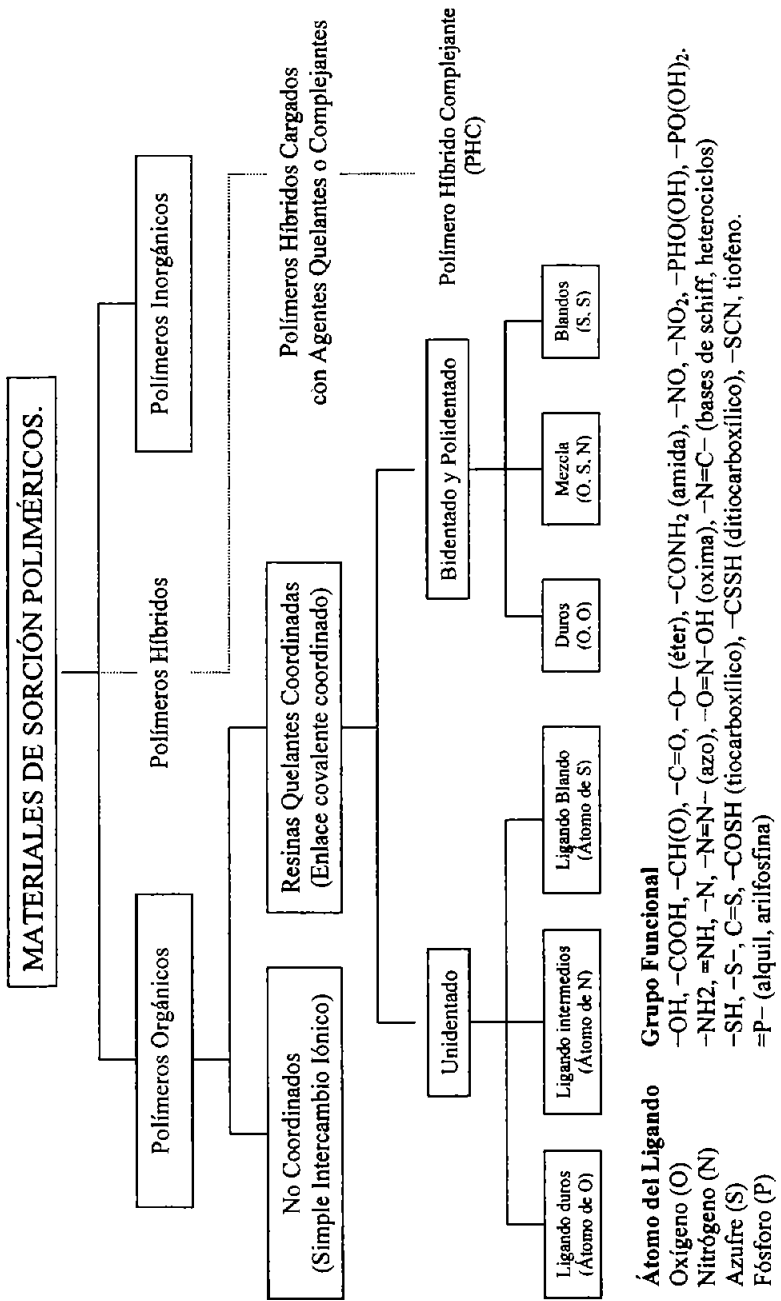 MATERIALES DE SORCIÓN POLIMÉRICOS.
Polímeros Orgánicos
Polímeros Híbridos
Polímeros Inorgánicos
No Coordinados
(Simple Intercambio Iónico)
Resinas Quelantes Coordinadas
(Enlace covalente coordinado)
Polímeros Híbridos Cargados
con Agentes Quelantes o Complejantes
Unidentado
Bidentado y Polidentado
Polímero Híbrido Complejante
(PHC)
Ligando duros
(Átomo de O)
Ligando intermedios
(Átomo de N)
Ligando Blando
(Átomo de S)
Duros
(O. O)
Mezcla
(O. S. N)
Blandos
(S. S)
Átomo del Ligando Grupo Funcional
Oxígeno (O) –OH, –COOH, –CH(O), –C=O, –O– (éter), –CONH₂ (amida), –NO, –NO₂, –PHO(OH), –PO(OH)₂.
Nitrógeno (N) –NH2, =NH, –N, –N=N– (azo), –O=N–OH (oxima), –N=C– (bases de schiff, heterociclos)
Azufre (S) –SH, –S–, C=S, –COSH (tiocarboxílico), –CSSH (ditiocarboxílico), –SCN, tiofeno.
Fósforo (P) =P– (alquil, arilfosfina)